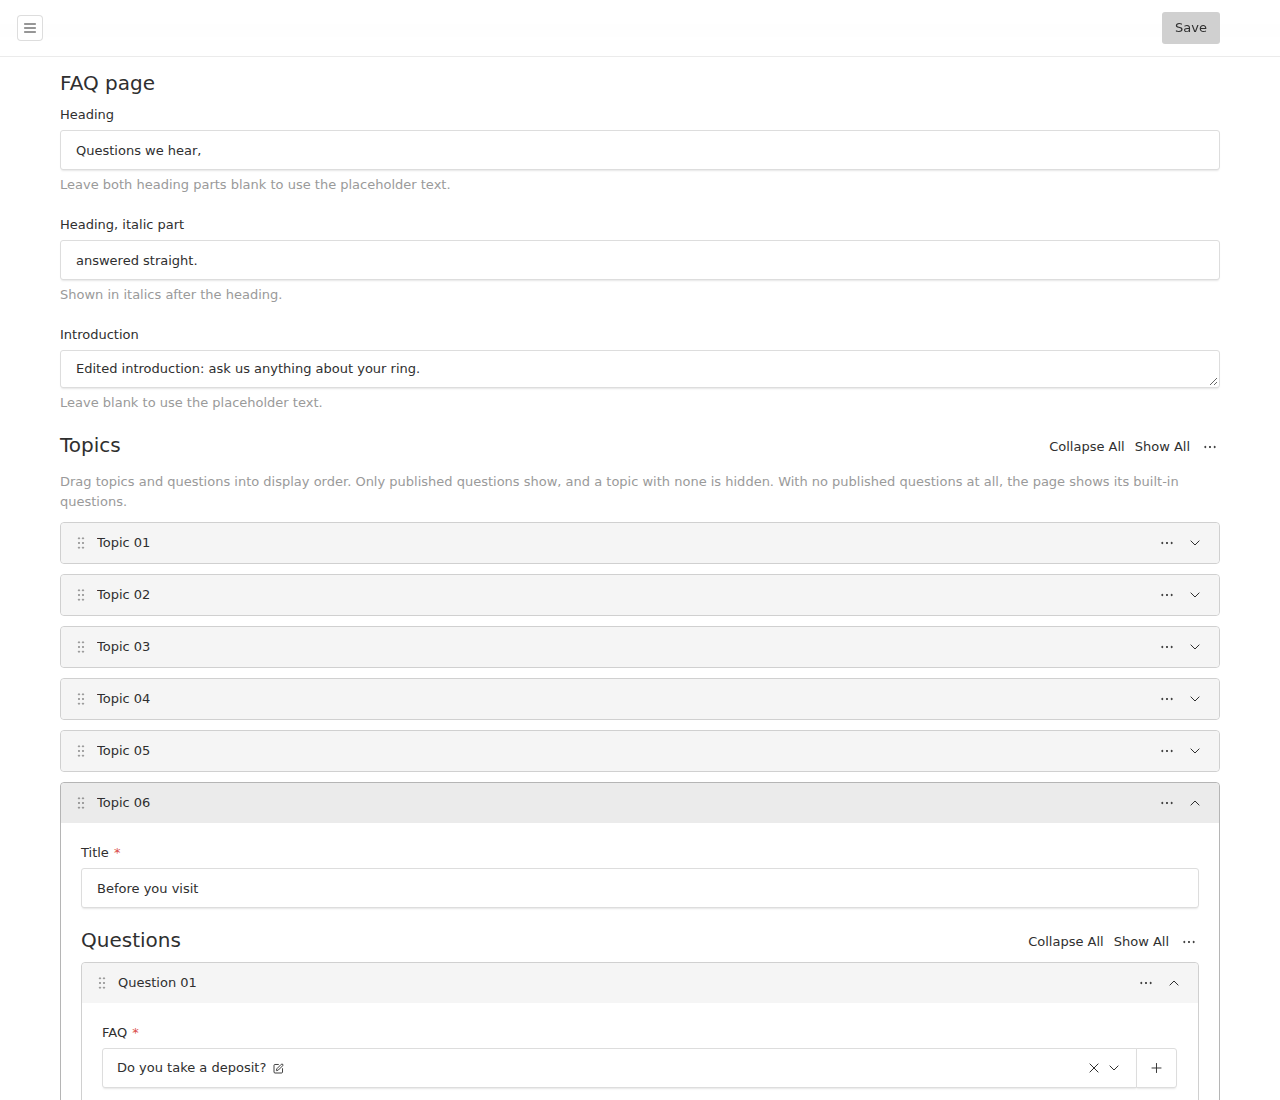 Save
FAQ page
Heading
Questions we hear,
Leave both heading parts blank to use the placeholder text.
Heading, italic part
answered straight.
Shown in italics after the heading.
Introduction
Edited introduction: ask us anything about your ring.
Leave blank to use the placeholder text.
Topics
Collapse All Show All
Drag topics and questions into display order. Only published questions show, and a topic with none is hidden. With no published questions at all, the page shows its built-in
questions.
Topic 01
Topic 02
Topic 03
Topic 04
Topic 05
Topic 06
Title *
Before you visit
Questions
Collapse All Show All
Question 01
FAQ *
Do you take a deposit?